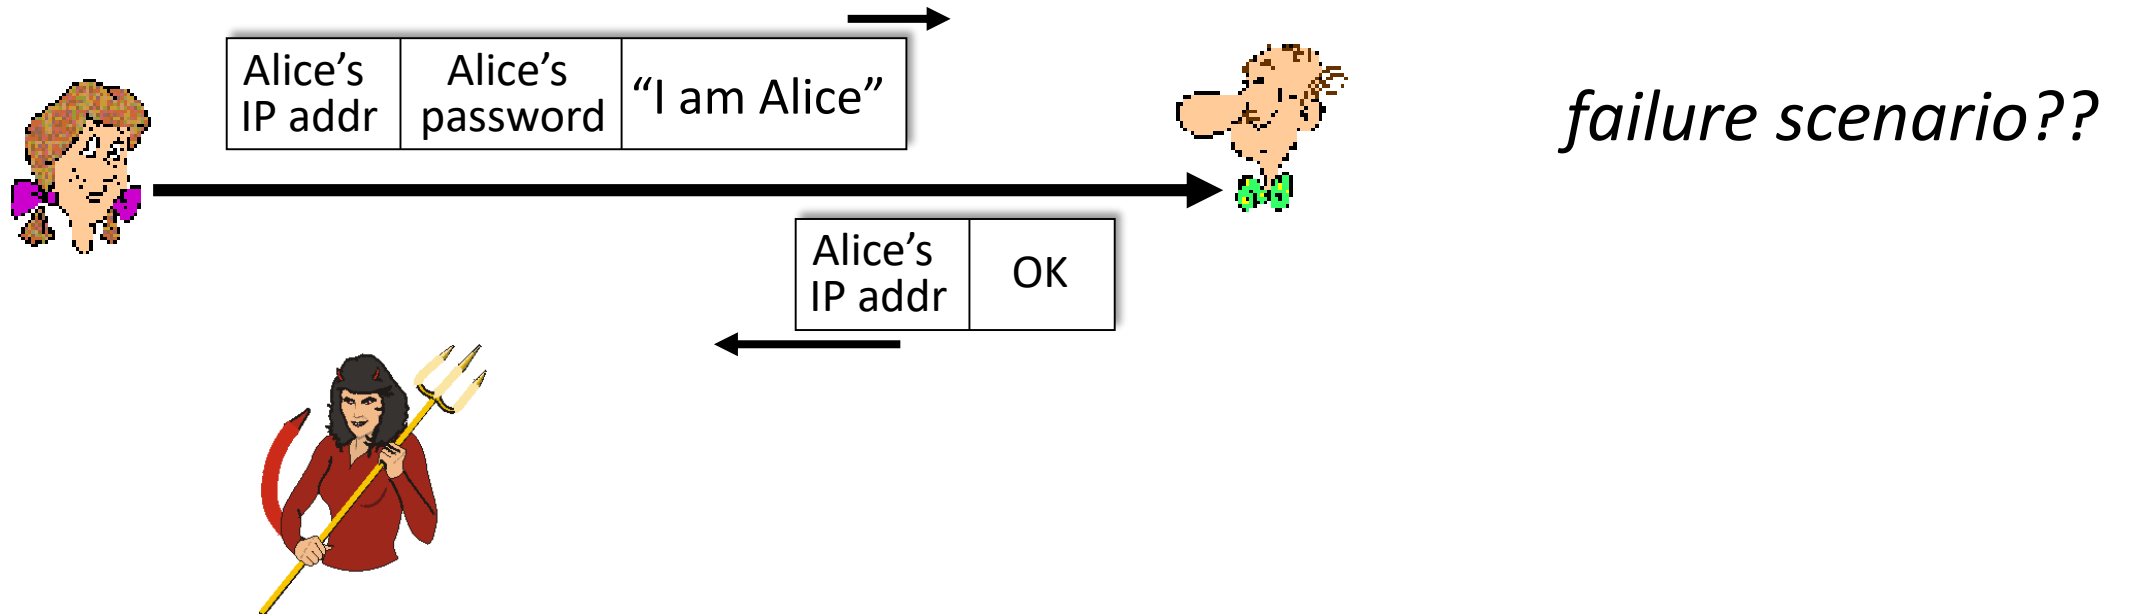 Alice’s
IP addr
Alice’s
password
“I am Alice”
failure scenario??
Alice’s
IP addr
OK